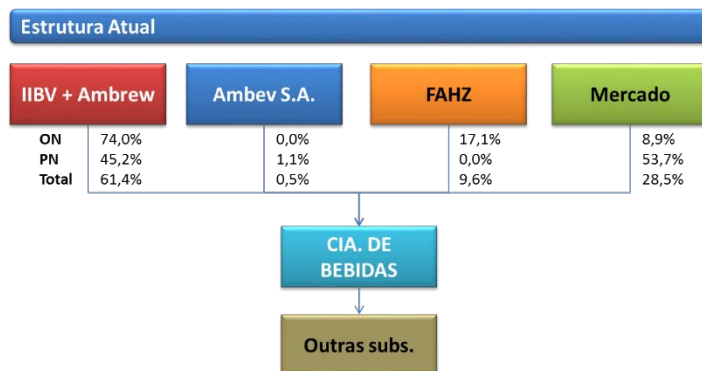 Estrutura Atual
IIBV + Ambrew Ambev S.A. FAHZ Mercado
ON 74,0% 0,0% 17,1% 8,9%
PN 45,2% 1,1% 0,0% 53,7%
Total 61,4% 0,5% 9,6% 28,5%
CIA. DE
BEBIDAS
Outras subs.